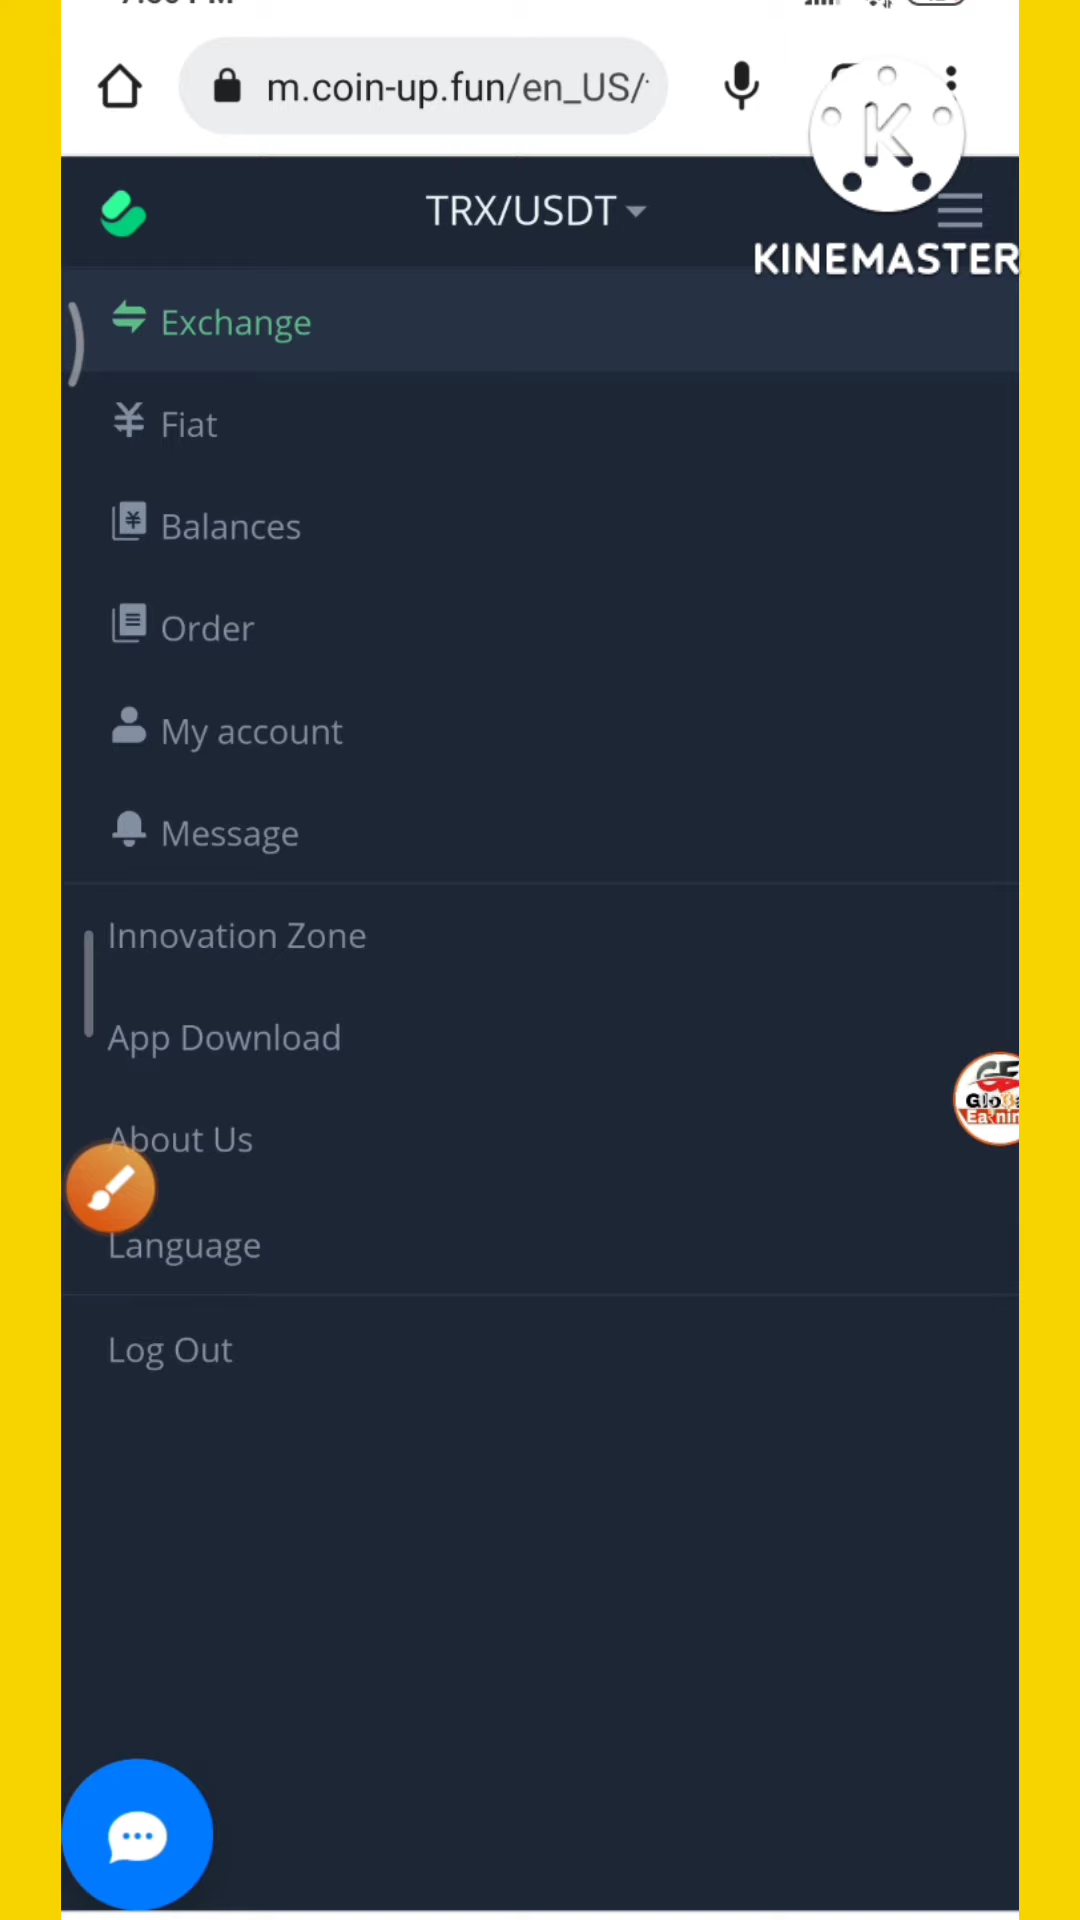 m.coin-up.fun/en_US/
K
TRX/USDT
KINEMASTER
Exchange
Fiat
Balances
Order
My account
Message
Innovation Zone
App Download
About Us
Language
Log Out